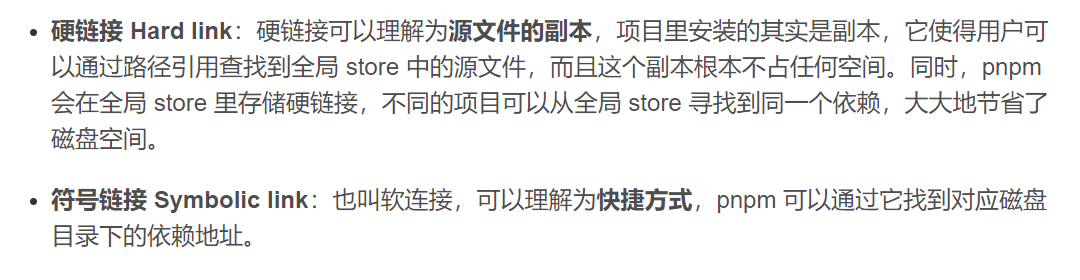 • 硬链接 Hard link：硬链接可以理解为源文件的副本，项目里安装的其实是副本，它使得用户可
以通过路径引用查找到全局 store 中的源文件，而且这个副本根本不占任何空间。同时，pnpm
会在全局 store 里存储硬链接，不同的项目可以从全局 store 寻找到同一个依赖，大大地节省了
磁盘空间。
• 符号链接 Symbolic link：也叫软连接，可以理解为快捷方式，pnpm 可以通过它找到对应磁盘
目录下的依赖地址。